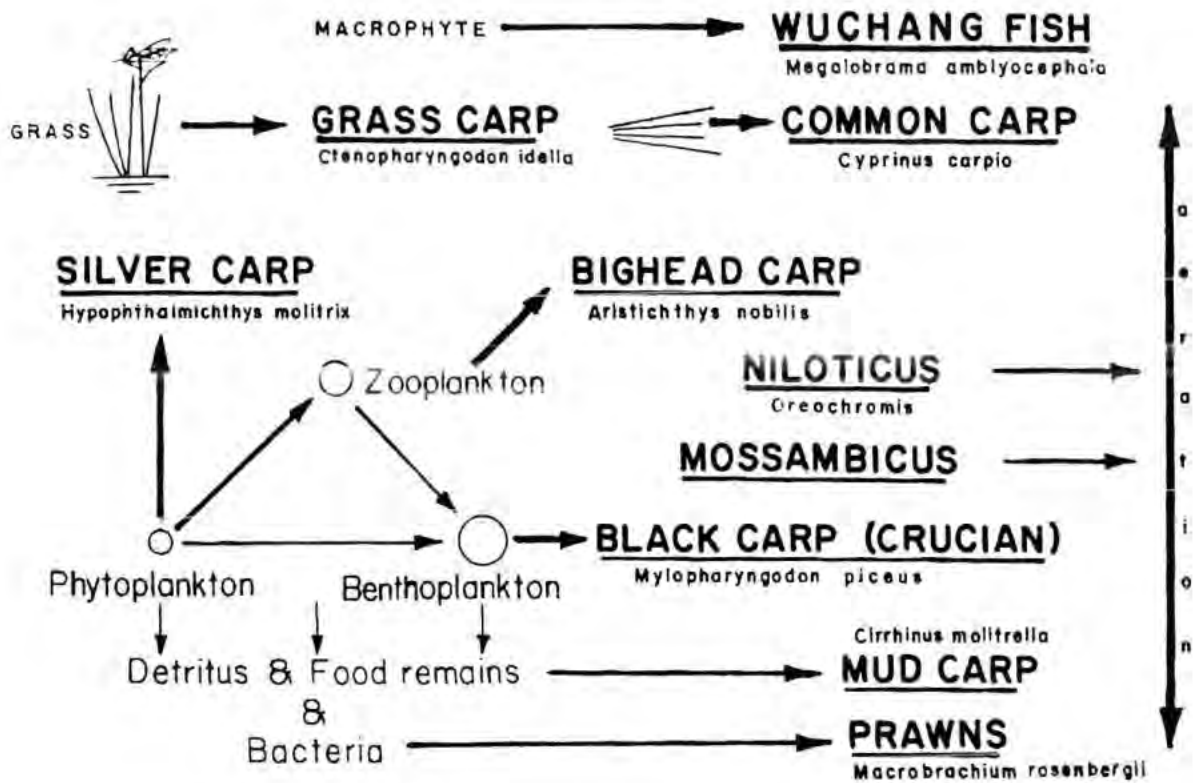 MACROPHYTE
WUCHANG FISH
Megalobrama amblyocephala
GRASS
GRASS CARP
Ctenopharyngodon idella
COMMON CARP
Cyprinus carpio
SILVER CARP
Hypophthalmichthys molitrix
BIGHEAD CARP
Aristichthys nobilis
Zooplankton
NILOTICUS
Oreochromis
MOSSAMBICUS
BLACK CARP (CRUCIAN)
Mylopharyngodon piceus
Phytoplankton
Benthoplankton
Detritus & Food remains
&
Bacteria
Cirrhinus molitrella
MUD CARP
PRAWNS
Macrobrachium rosenbergii
aeration